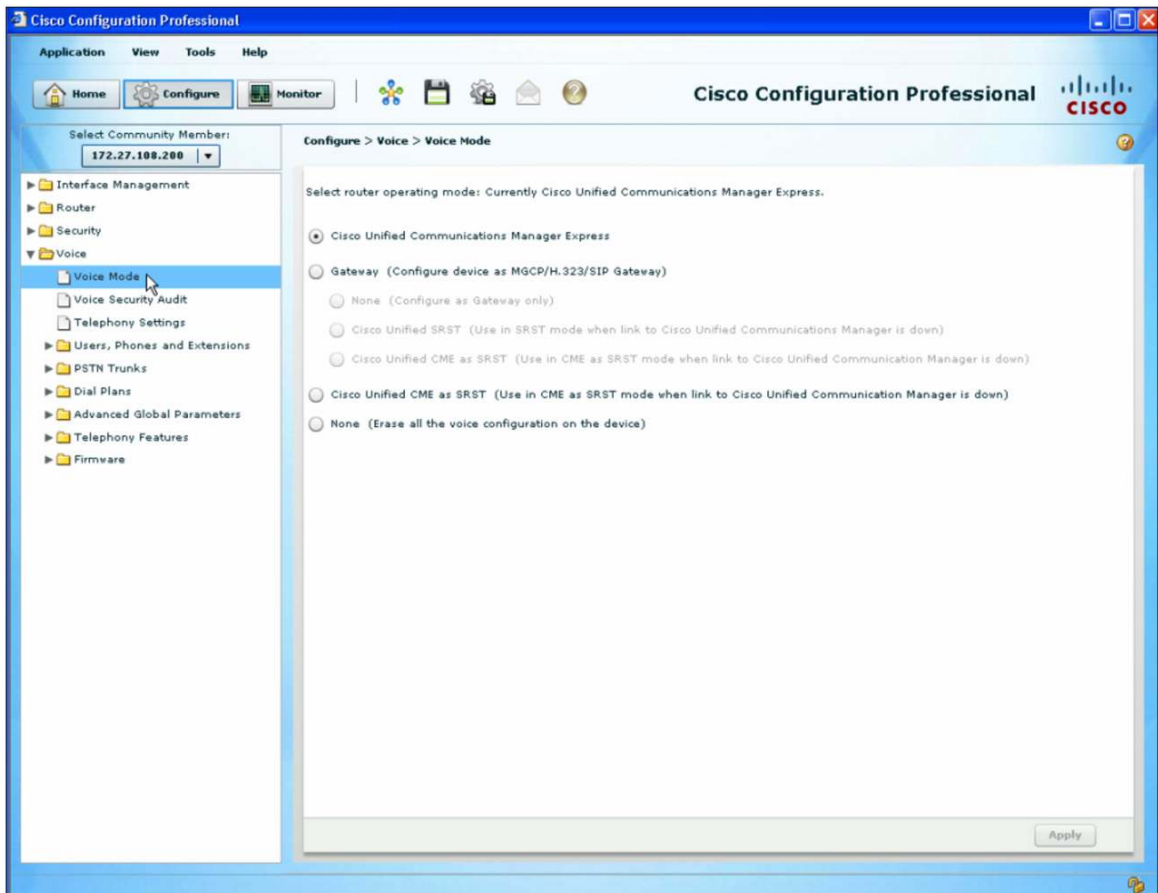 Cisco Configuration Professional
Application View Tools Help
Home Configure Monitor Cisco Configuration Professional CISCO
Select Community Member:
172.27.108.200
Interface Management
Router
Security
Voice
Voice Mode
Voice Security Audit
Telephony Settings
Users, Phones and Extensions
PSTN Trunks
Dial Plans
Advanced Global Parameters
Telephony Features
Firmware
Configure > Voice > Voice Mode
Select router operating mode: Currently Cisco Unified Communications Manager Express.
Cisco Unified Communications Manager Express
Gateway (Configure device as MGCP/H.323/SIP Gateway)
None (Configure as Gateway only)
Cisco Unified SRST (Use in SRST mode when link to Cisco Unified Communications Manager is down)
Cisco Unified CME as SRST (Use in CME as SRST mode when link to Cisco Unified Communication Manager is down)
Cisco Unified CME as SRST (Use in CME as SRST mode when link to Cisco Unified Communication Manager is down)
None (Erase all the voice configuration on the device)
Apply